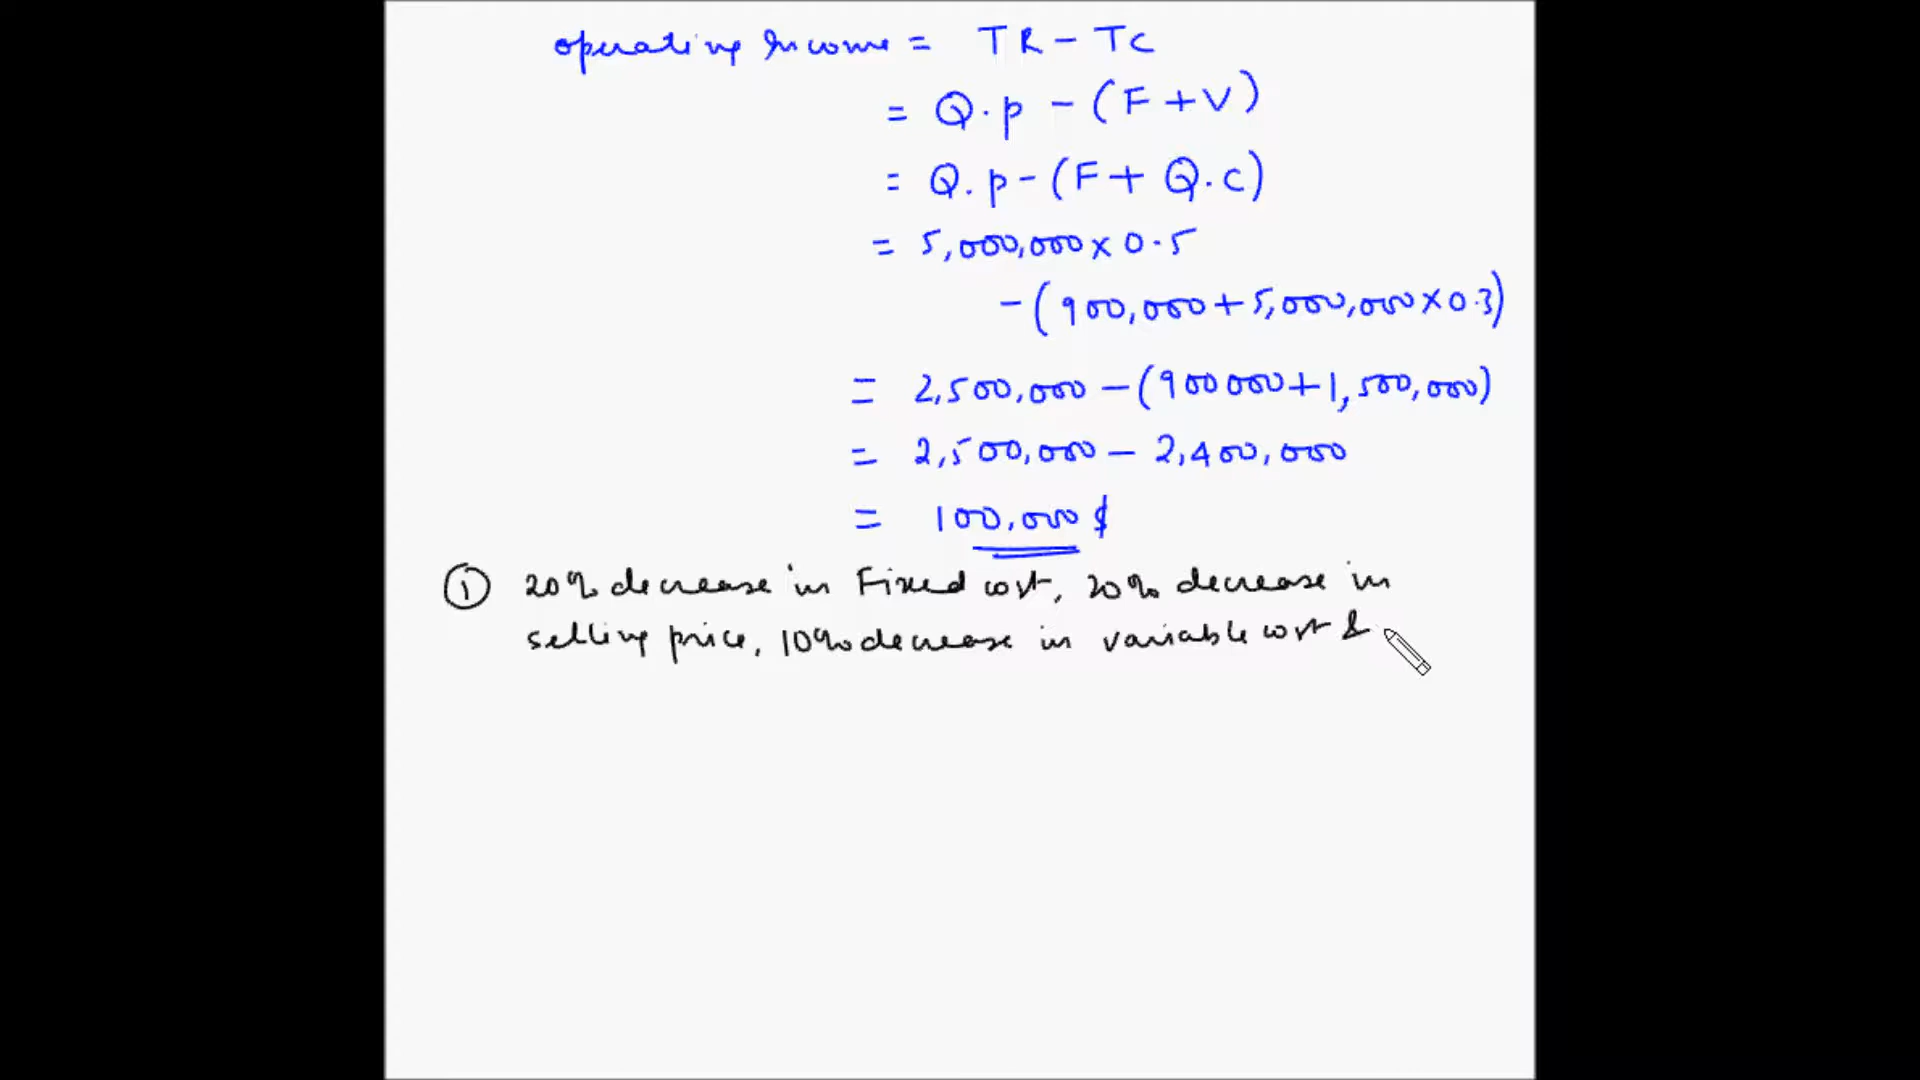 operating Income = TR - TC
= Q.p - (F+V)
= Q.p - (F + Q.c)
= 5,000,000 x 0.5
- (900,000 + 5,000,000 x 0.3)
= 2,500,000 - (900000 + 1,500,000)
= 2,500,000 - 2,400,000
= 100,000 $
① 20% decrease in Fixed cost, 20% decrease in
selling price, 10% decrease in variable cost &